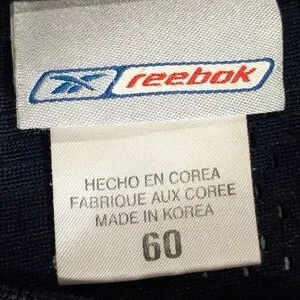 reebok
HECHO EN COREA
FABRIQUE AUX COREE
MADE IN KOREA
60